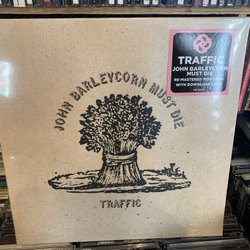 JOHN BARLEYCORN MUST DIE
TRAFFIC
TRAFFIC
JOHN BARLEYCORN
MUST DIE
RE-MASTERED
WITH DOWNLOAD